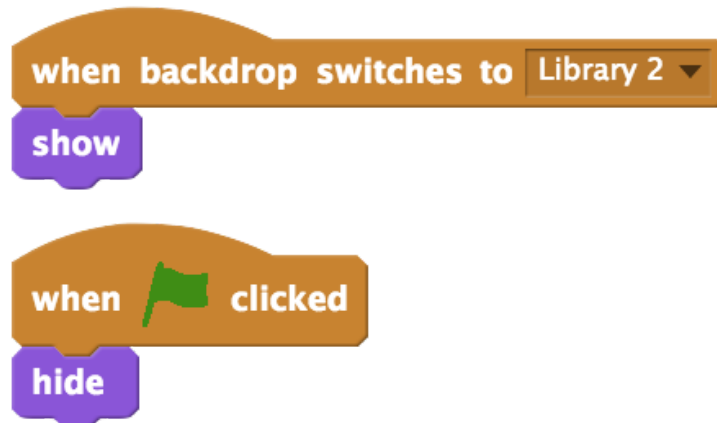 when backdrop switches to Library 2
show
when clicked
hide